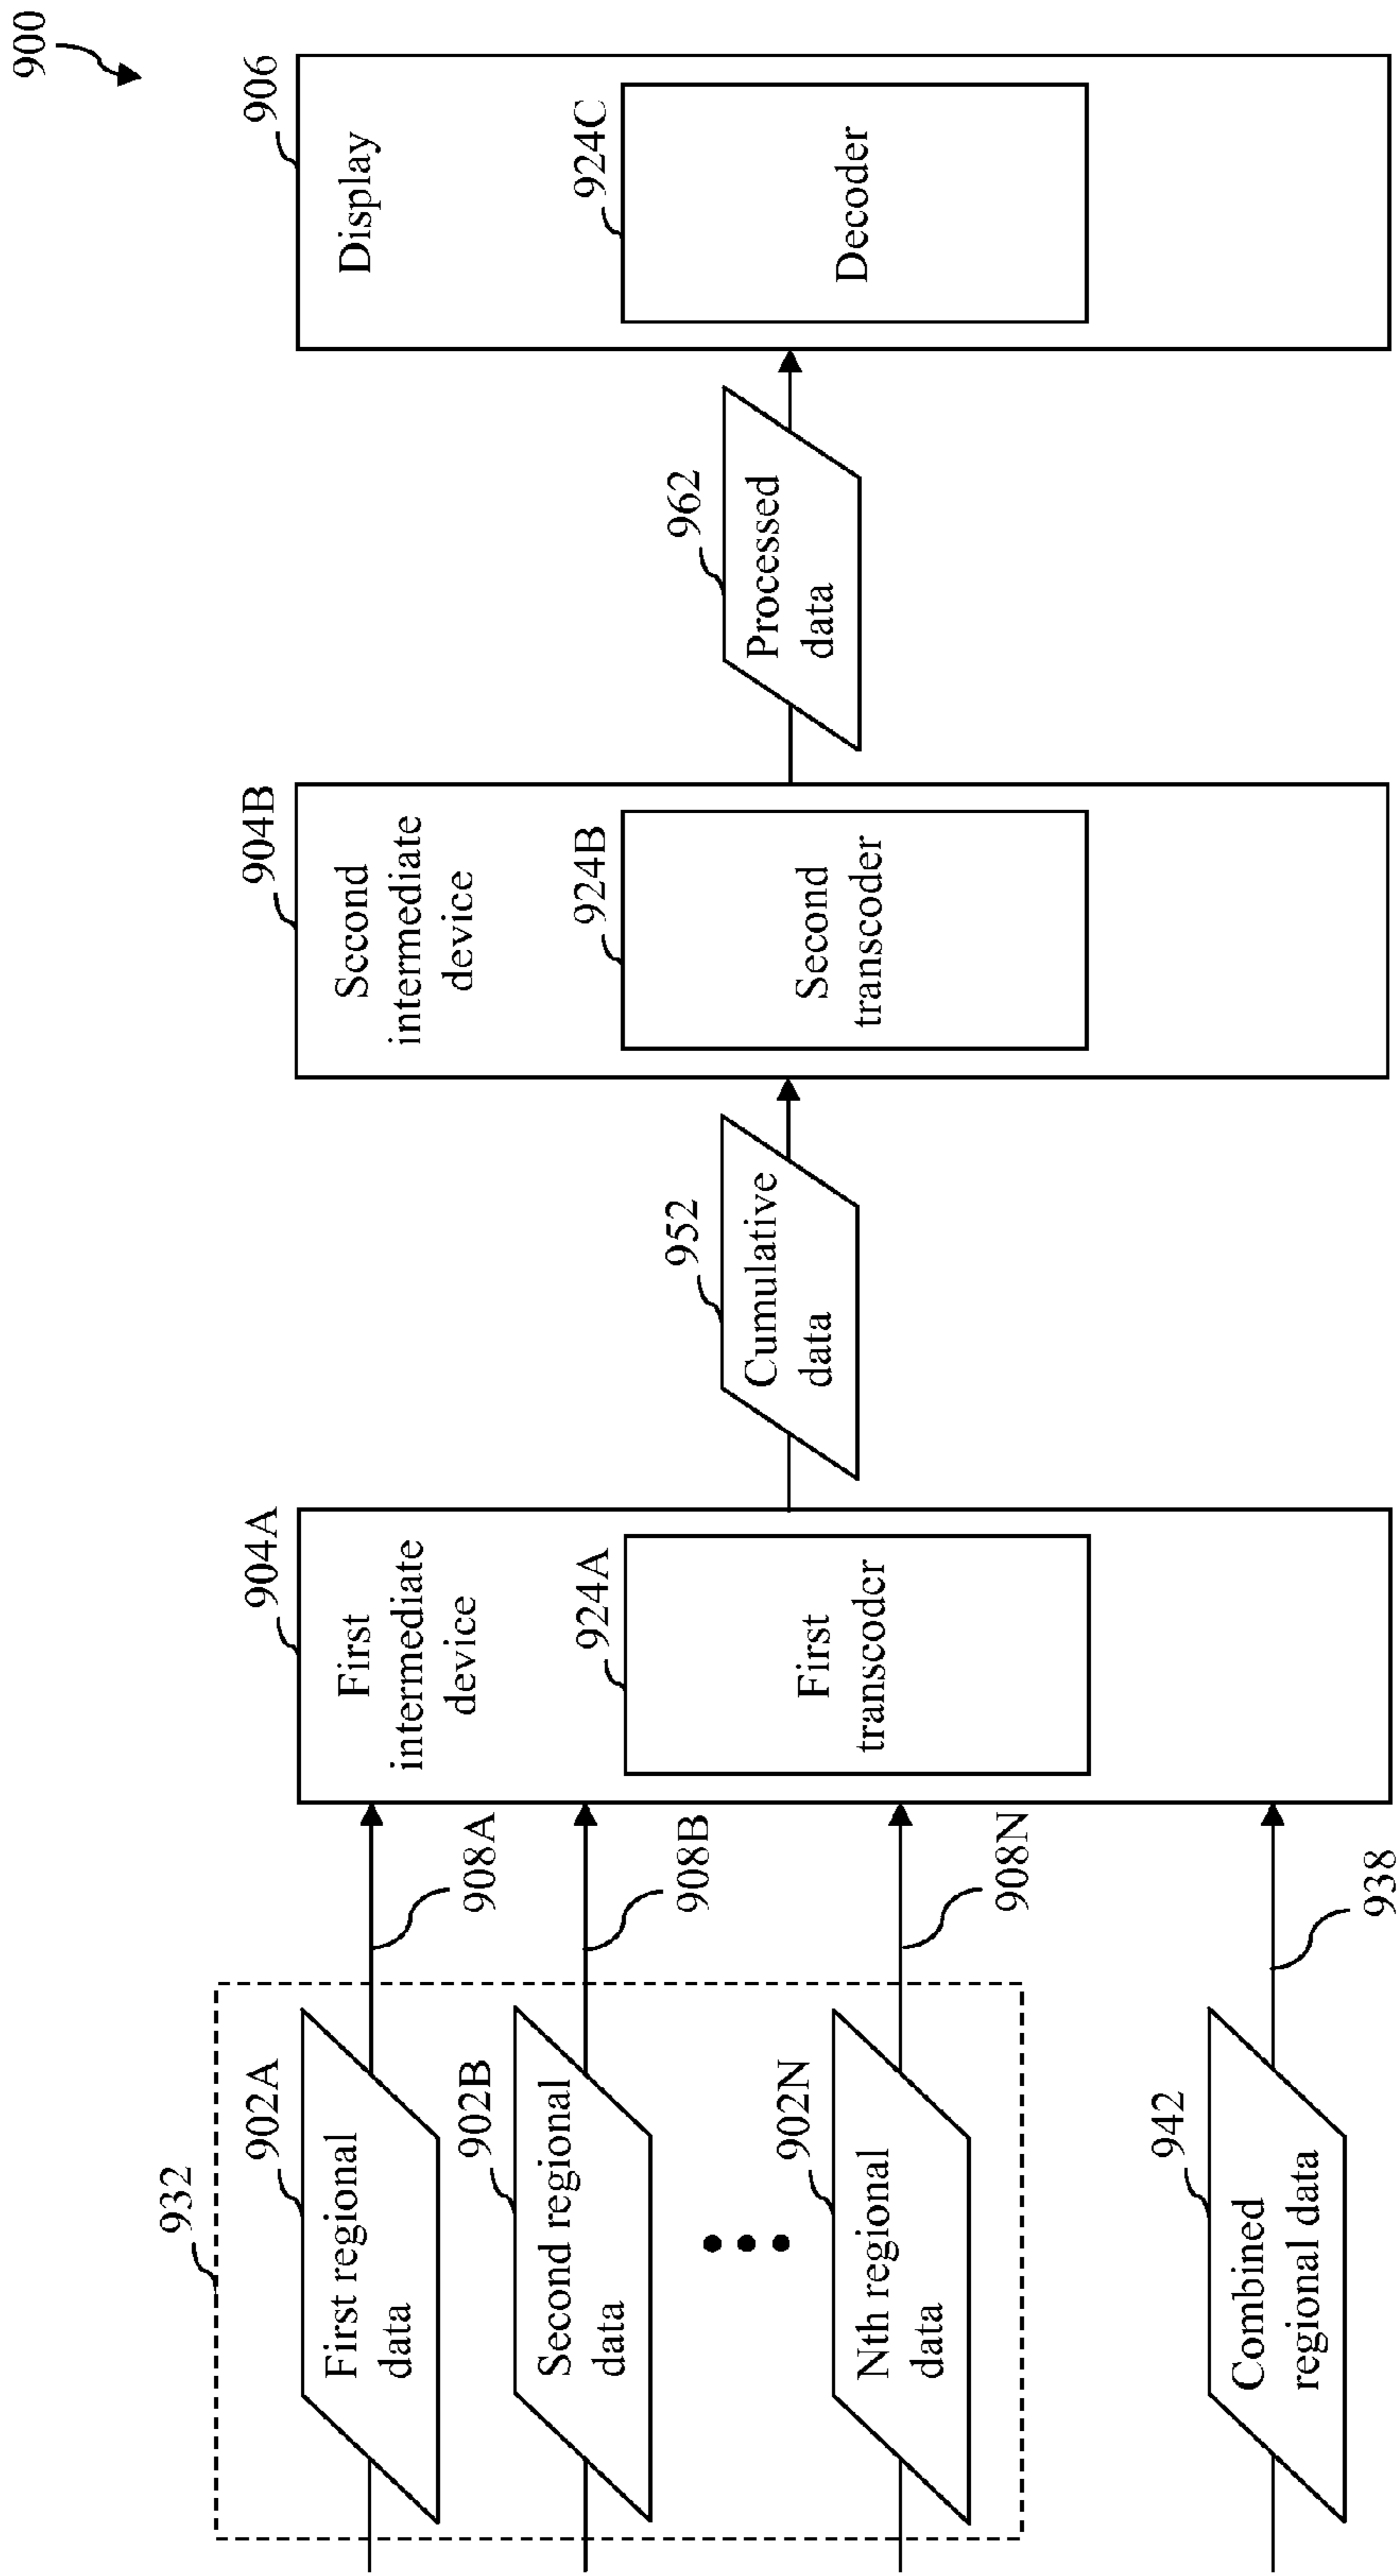 900
932
902A
First regional
data
902B
Second regional
data
902N
Nth regional
data
942
Combined
regional data
908A
908B
908N
938
904A
First
intermediate
device
924A
First
transcoder
952
Cumulative
data
904B
Second
intermediate
device
924B
Second
transcoder
962
Processed
data
906
Display
924C
Decoder